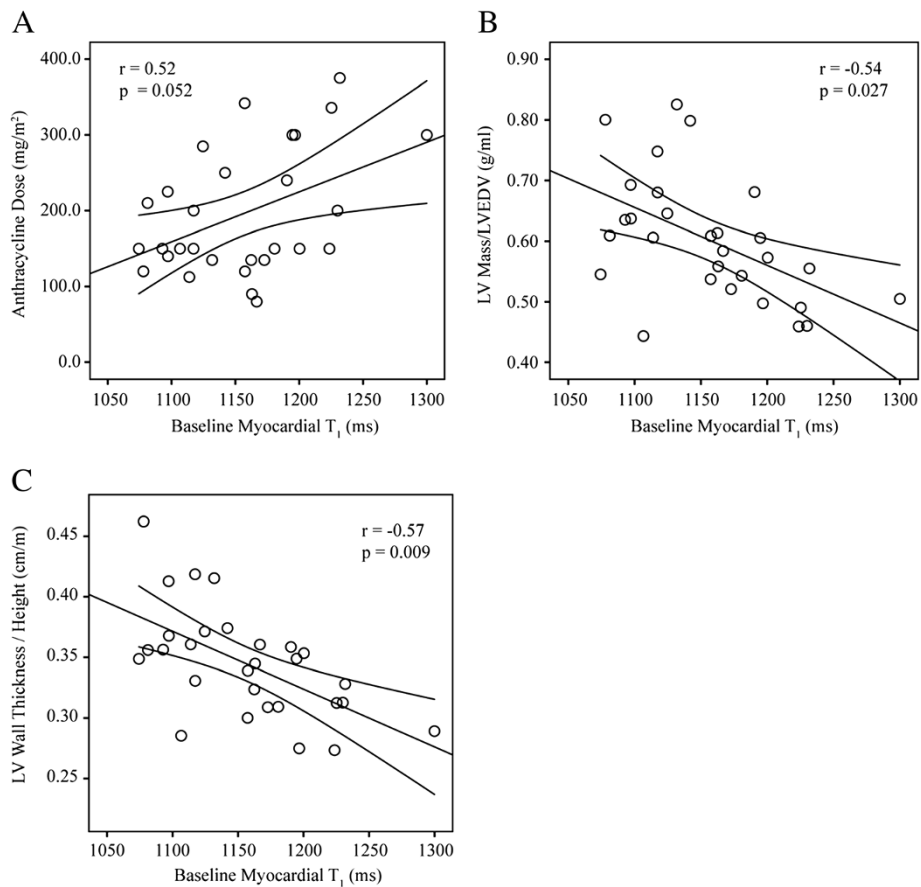 A
400.0
300.0
200.0
100.0
0.0
Anthracycline Dose (mg/m²)
r = 0.52
p = 0.052
1050 1100 1150 1200 1250 1300
Baseline Myocardial T₁ (ms)
B
0.90
0.80
0.70
0.60
0.50
0.40
LV Mass/LVEDV (g/ml)
r = -0.54
p = 0.027
1050 1100 1150 1200 1250 1300
Baseline Myocardial T₁ (ms)
C
0.45
0.40
0.35
0.30
0.25
LV Wall Thickness / Height (cm/m)
r = -0.57
p = 0.009
1050 1100 1150 1200 1250 1300
Baseline Myocardial T₁ (ms)